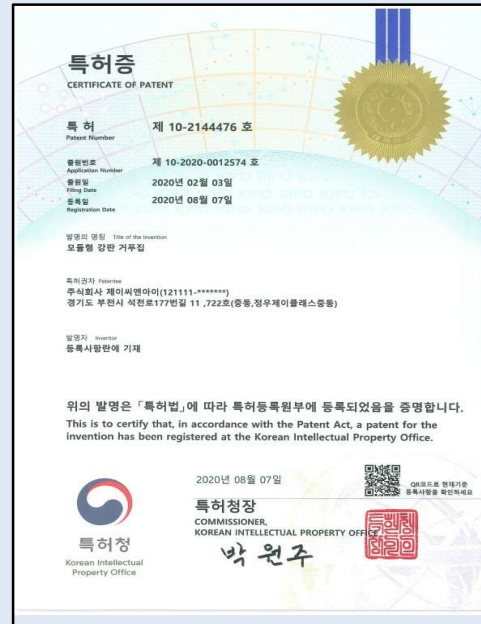 특허증
CERTIFICATE OF PATENT
특 허 제 10-2144476 호
Patent Number
출원번호 제 10-2020-0012574 호
Application Number
출원일 2020년 02월 03일
Filing Date
등록일 2020년 08월 07일
Registration Date
발명의 명칭 Title of the Invention
모듈형 강판 거푸집
특허권자 Patentee
주식회사 제이씨엔아이(121111-*******)
경기도 부천시 석천로177번길 11 ,722호(중동,정우제이클래스중동)
발명자 Inventor
등록사항란에 기재
위의 발명은 「특허법」에 따라 특허등록원부에 등록되었음을 증명합니다.
This is to certify that, in accordance with the Patent Act, a patent for the
invention has been registered at the Korean Intellectual Property Office.
2020년 08월 07일
QR코드로 현재기준
등록사항을 확인하세요
특허청장
COMMISSIONER,
KOREAN INTELLECTUAL PROPERTY OFFICE
박 원 주
특허청
Korean Intellectual
Property Office